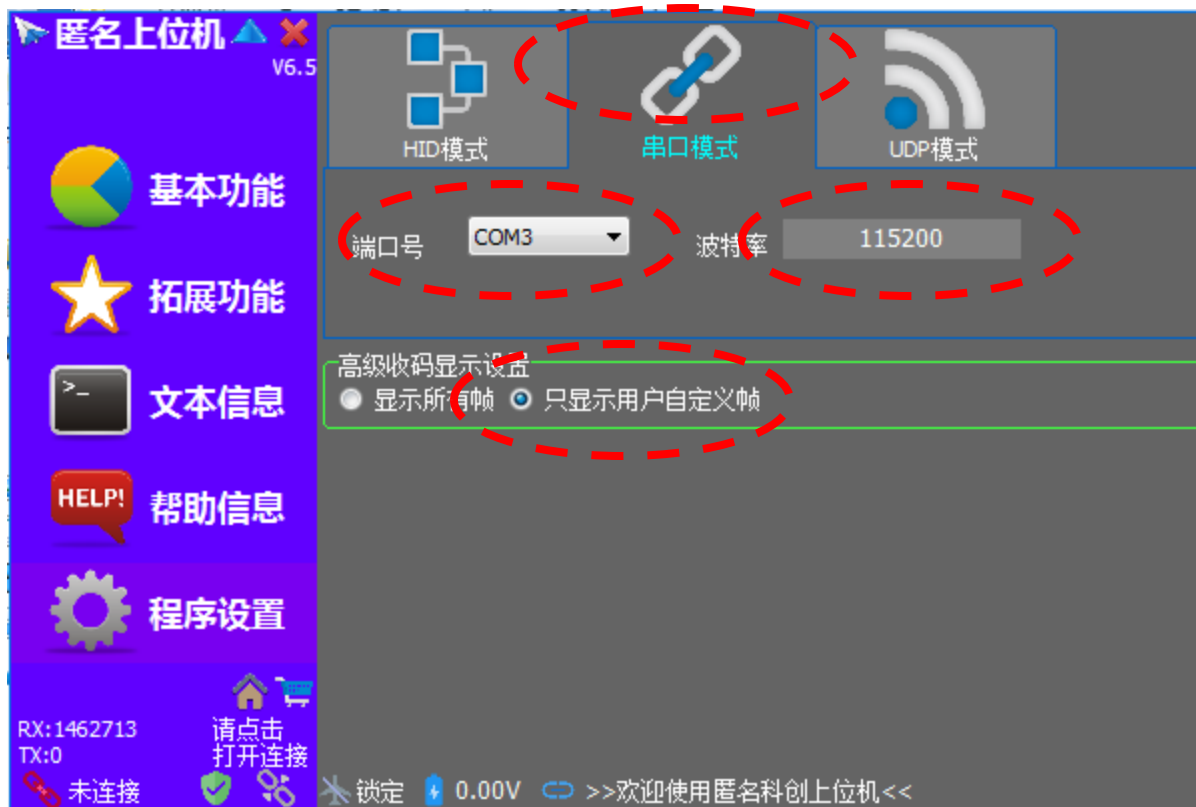 匿名上位机
V6.5
基本功能
拓展功能
>_
文本信息
HELP!
帮助信息
程序设置
RX:1462713
请点击
TX:0
打开连接
未连接
HID模式
串口模式
UDP模式
端口号
COM3
波特率
115200
高级收码显示设置
显示所有帧
只显示用户自定义帧
锁定
0.00V
>>欢迎使用匿名科创上位机<<